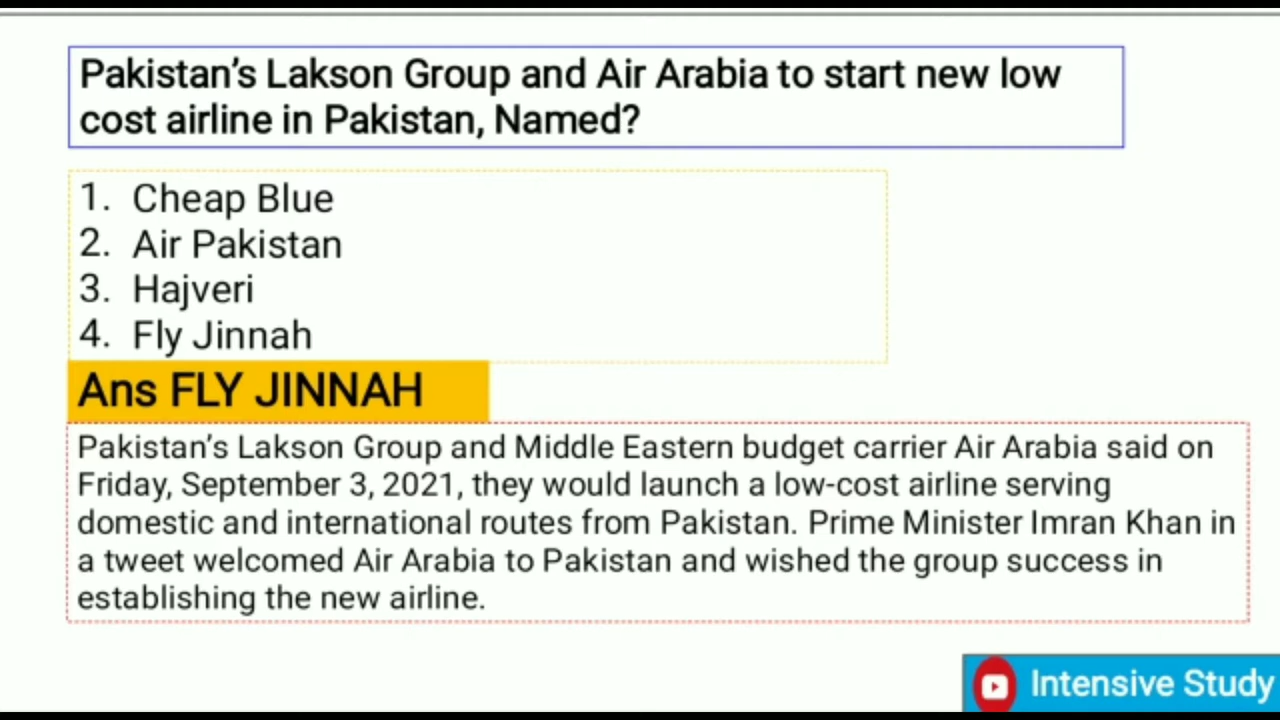 Pakistan's Lakson Group and Air Arabia to start new low
cost airline in Pakistan, Named?
1. Cheap Blue
2. Air Pakistan
3. Hajveri
4. Fly Jinnah
Ans FLY JINNAH
Pakistan's Lakson Group and Middle Eastern budget carrier Air Arabia said on
Friday, September 3, 2021, they would launch a low-cost airline serving
domestic and international routes from Pakistan. Prime Minister Imran Khan in
a tweet welcomed Air Arabia to Pakistan and wished the group success in
establishing the new airline.
Intensive Study